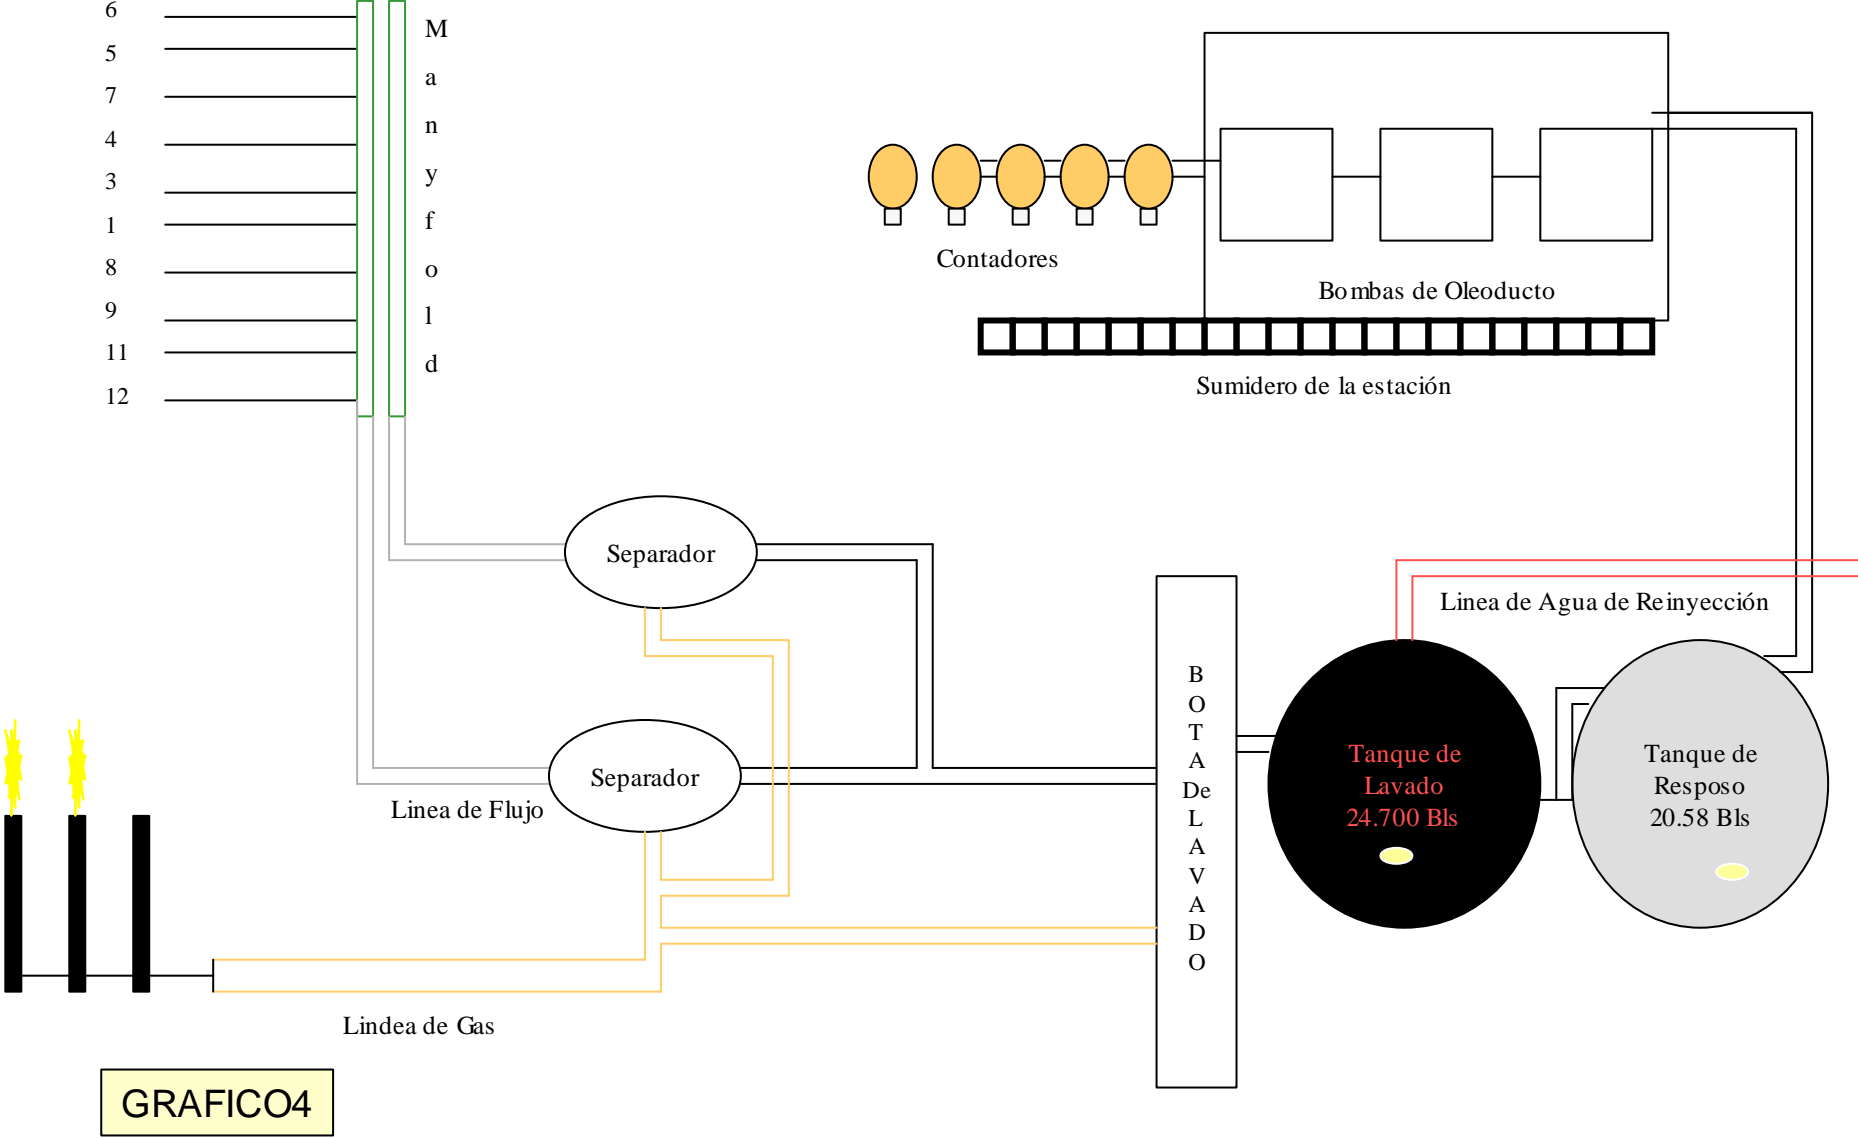 6
5
7
4
3
1
8
9
11
12
M
a
n
y
f
o
l
d
Contadores
Bombas de Oleoducto
Sumidero de la estación
Separador
Separador
Linea de Flujo
Lindea de Gas
B
O
T
A
De
L
A
V
A
D
O
Linea de Agua de Reinyección
Tanque de
Lavado
24.700 Bls
Tanque de
Resposo
20.58 Bls
GRAFICO4